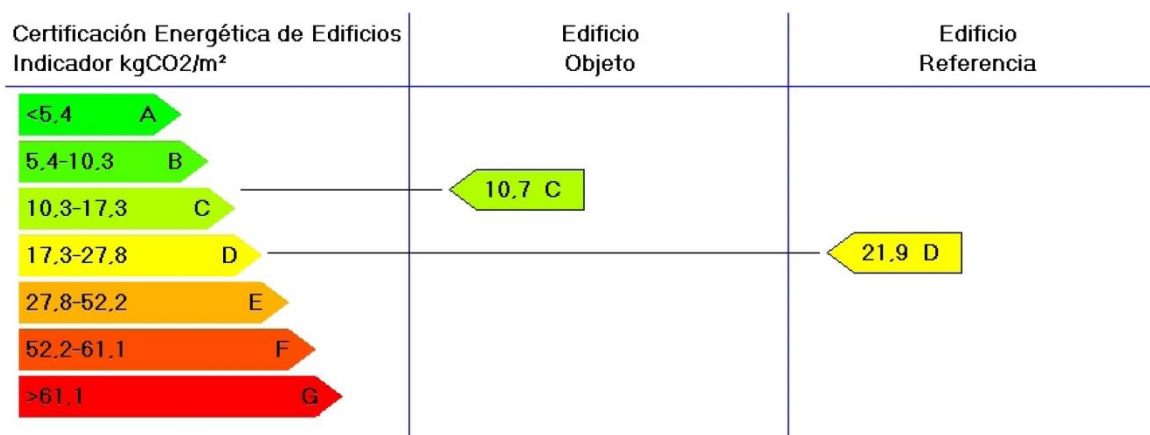 Certificación Energética de Edificios
Indicador kgCO2/m²
Edificio
Objeto
Edificio
Referencia
<5,4 A
5,4-10,3 B
10,3-17,3 C
10,7 C
17,3-27,8 D
21,9 D
27,8-52,2 E
52,2-61,1 F
>61,1 G